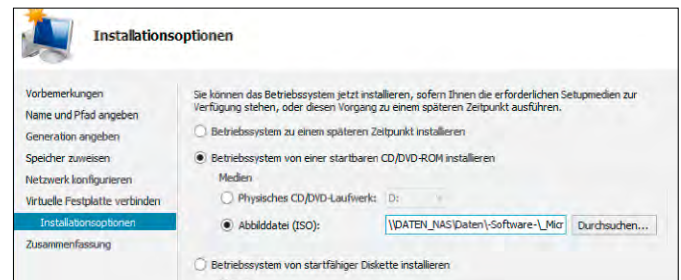 Installationsoptionen
Vorbemerkungen
Name und Pfad angeben
Generation angeben
Speicher zuweisen
Netzwerk konfigurieren
Virtuelle Festplatte verbinden
Installationsoptionen
Zusammenfassung
Sie können das Betriebssystem jetzt installieren, sofern Ihnen die erforderlichen Setupmedien zur
Verfügung stehen, oder diesen Vorgang zu einem späteren Zeitpunkt ausführen.
Betriebssystem zu einem späteren Zeitpunkt installieren
Betriebssystem von einer startbaren CD/DVD-ROM installieren
Medien
Physisches CD/DVD-Laufwerk: D:
Abbilddatei (ISO): \\DATEN_NAS\Daten\-Software-\_Micr Durchsuchen...
Betriebssystem von startfähiger Diskette installieren